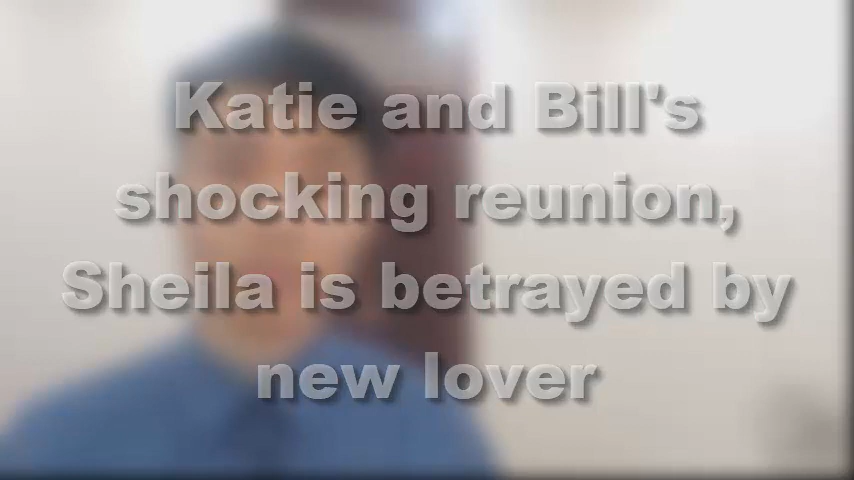 Katie and Bill's
shocking reunion,
Sheila is betrayed by
new lover